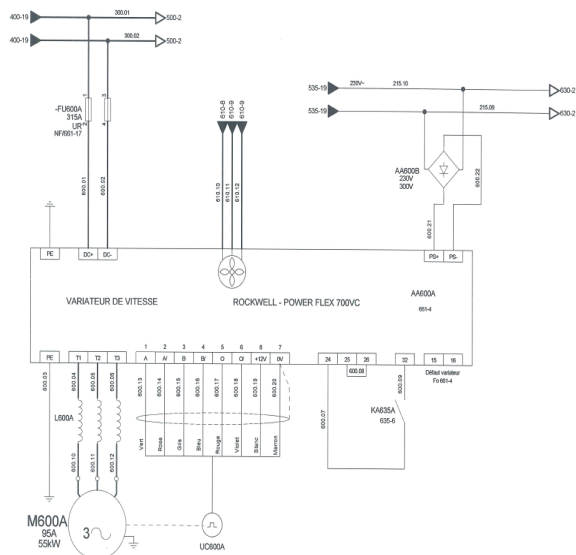 400-19
300.01
500-2
400-19
300.02
500-2
535-19
230V~
215.10
630-2
535-19
215.09
630-2
1
3
-FU600A
315A
UR
NF/661-17
2
4
610-8
610-9
610-9
AA600B
230V
300V
600.01
600.02
610.10
610.11
610.12
600.21
600.22
PE
DC+
DC-
PS+
PS-
VARIATEUR DE VITESSE
ROCKWELL - POWER FLEX 700VC
AA600A
661-4
1
2
3
4
5
6
7
PE
T1
T2
T3
A
A/
B
B/
O
O/
+12V
0V
24
25
26
32
15
16
600.08
Défaut variateur
Fo 661-4
600.03
600.04
600.05
600.06
600.13
600.14
600.15
600.16
600.17
600.18
600.19
600.20
600.07
600.09
L600A
KA635A
635-6
Vert
Rose
Gris
Bleu
Rouge
Violet
Blanc
Marron
600.10
600.11
600.12
M600A
95A
55kW
3
UC600A